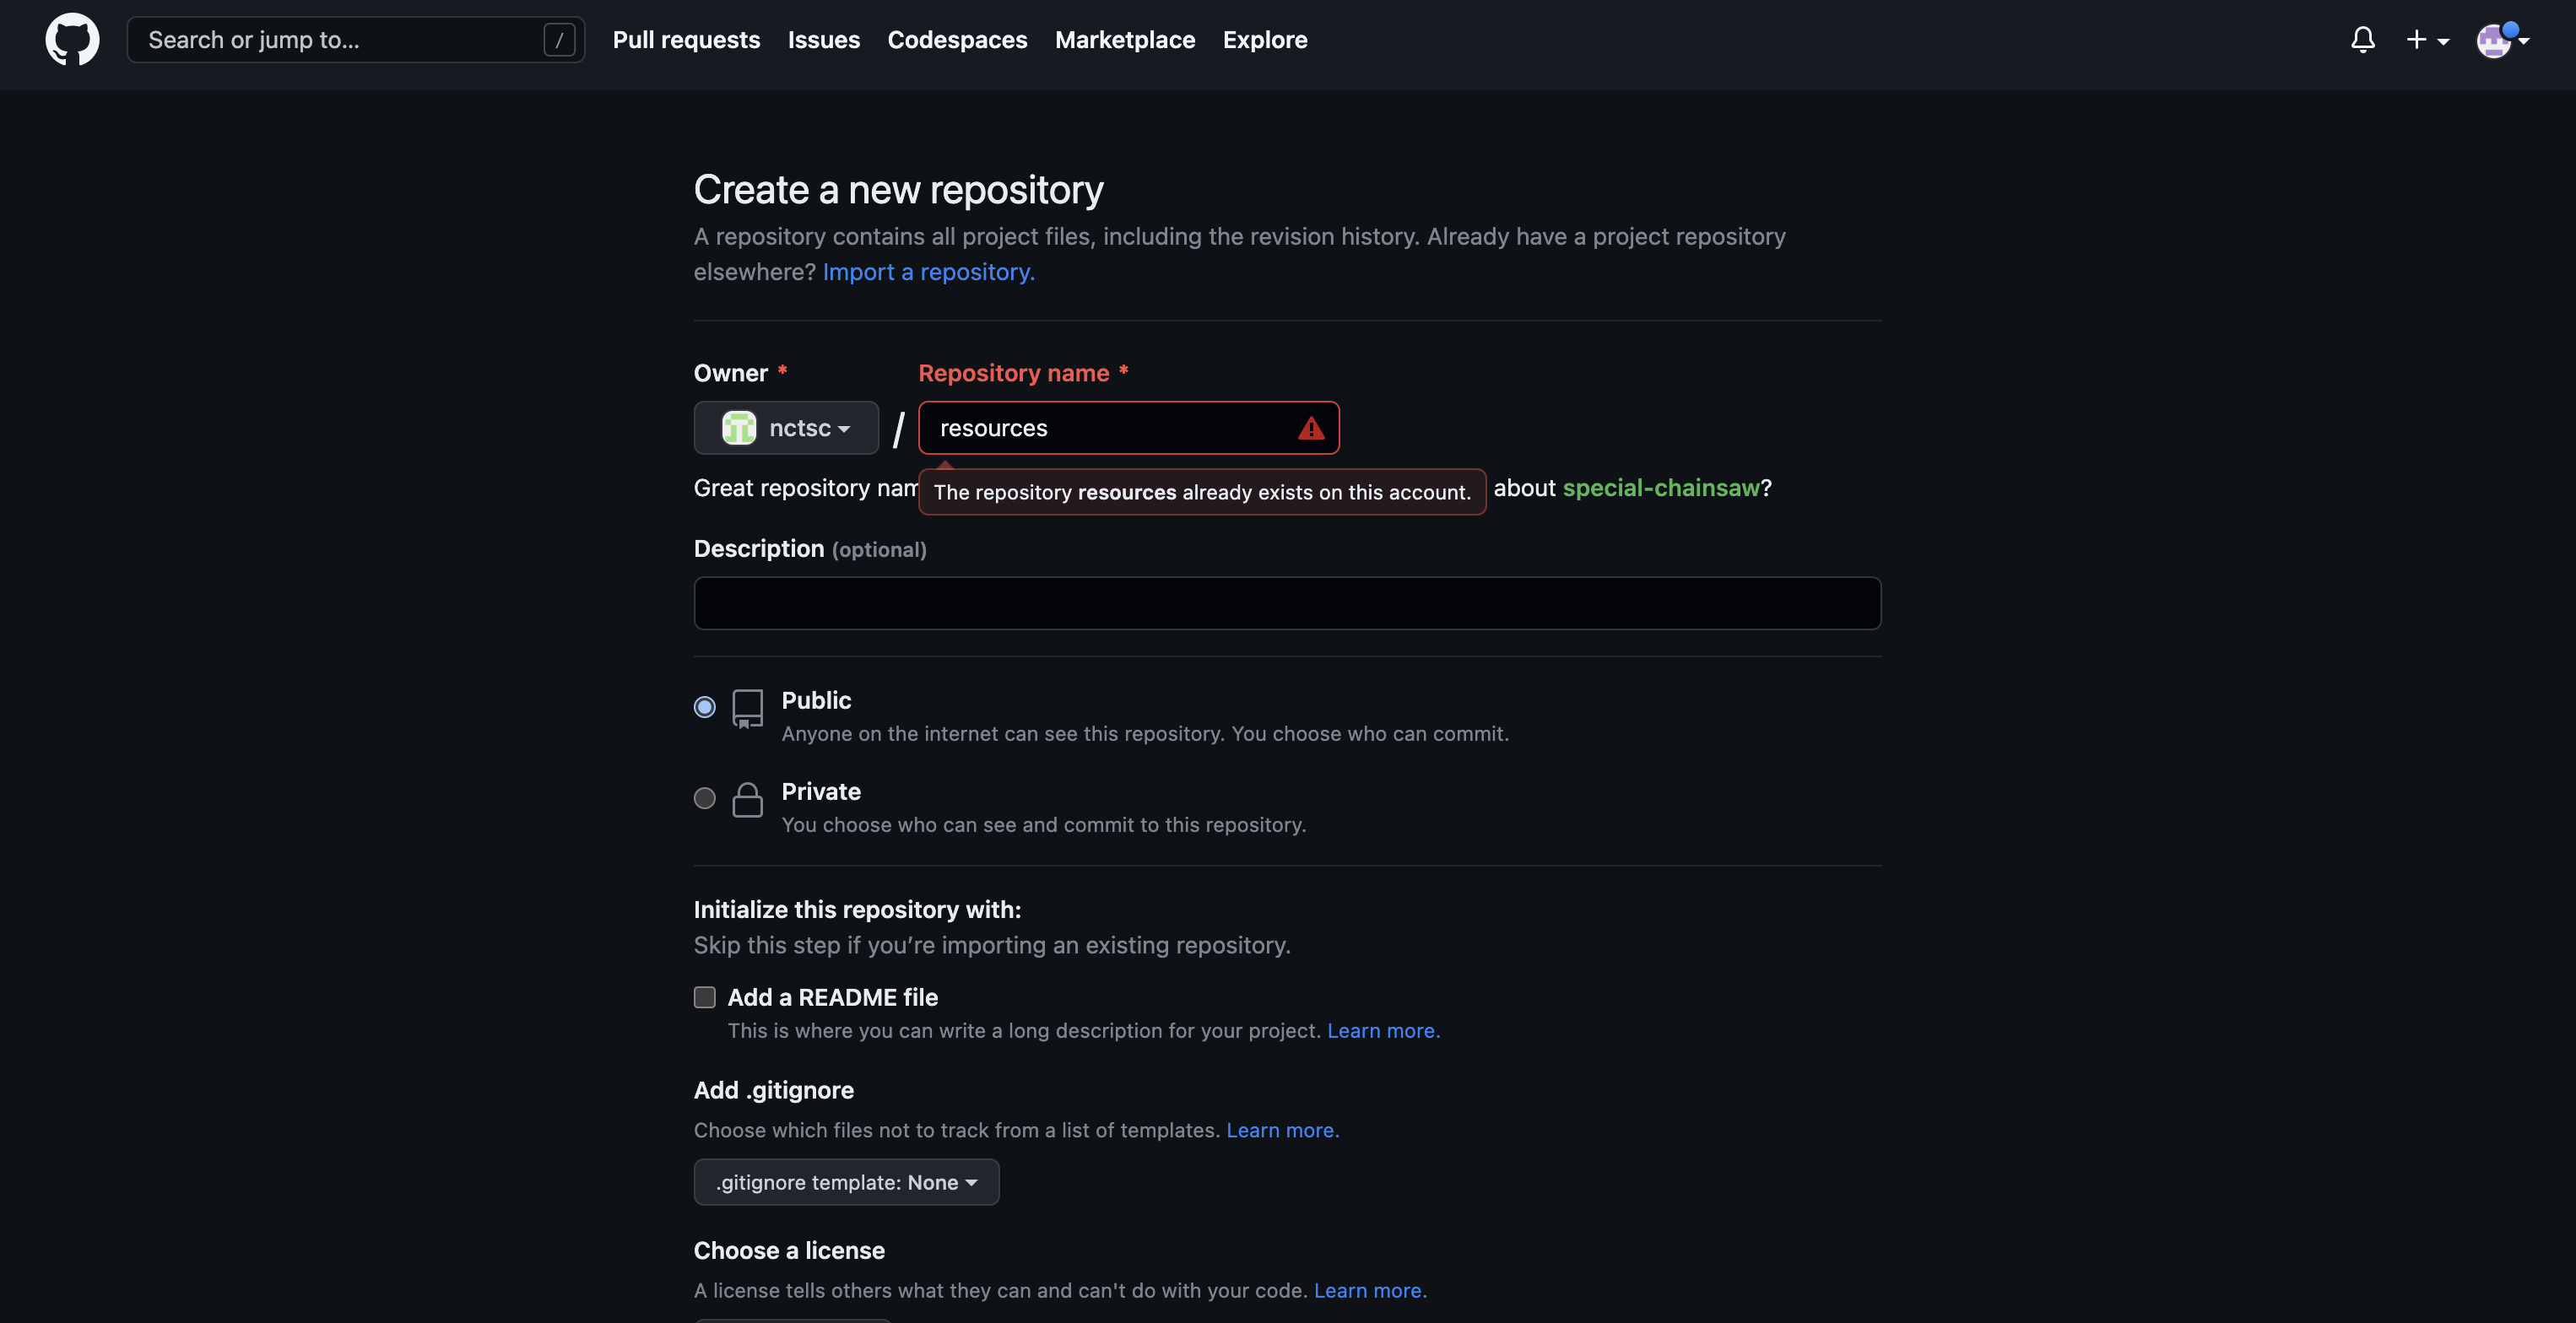 Search or jump to... /
Pull requests Issues Codespaces Marketplace Explore
Create a new repository
A repository contains all project files, including the revision history. Already have a project repository
elsewhere? Import a repository.
Owner * Repository name *
nctsc / resources
Great repository
The repository resources already exists on this account.
about special-chainsaw?
Description (optional)
Public
Anyone on the internet can see this repository. You choose who can commit.
Private
You choose who can see and commit to this repository.
Initialize this repository with:
Skip this step if you’re importing an existing repository.
Add a README file
This is where you can write a long description for your project. Learn more.
Add .gitignore
Choose which files not to track from a list of templates. Learn more.
.gitignore template: None
Choose a license
A license tells others what they can and can't do with your code. Learn more.